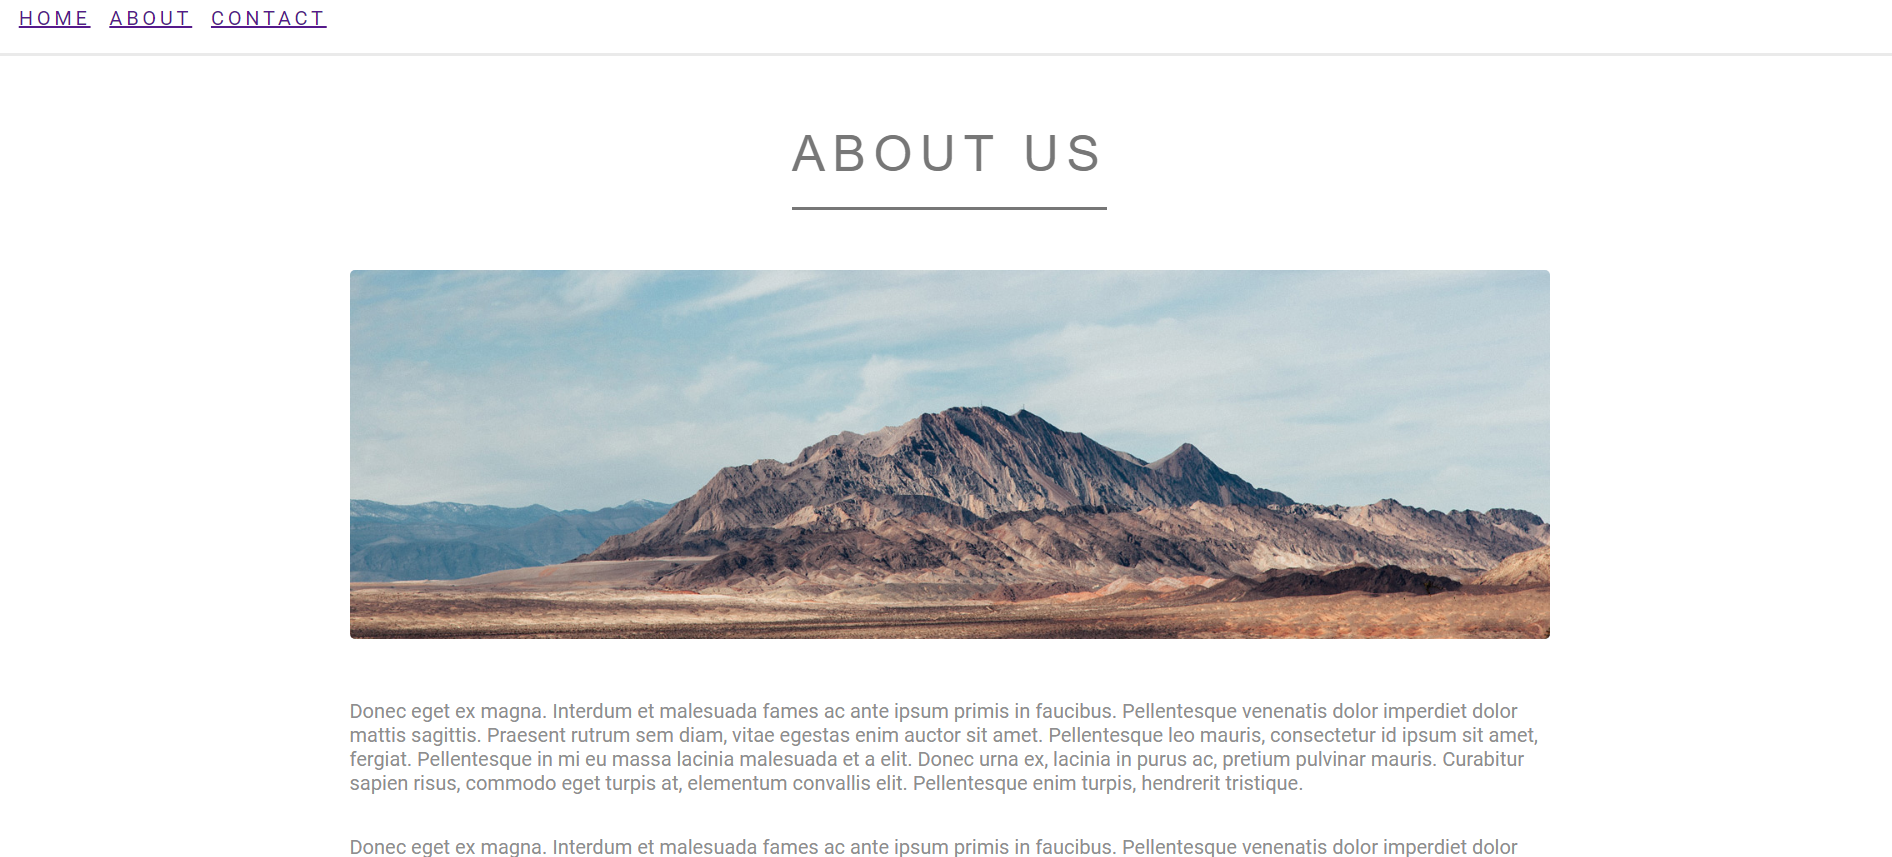 HOME ABOUT CONTACT
ABOUT US
Donec eget ex magna. Interdum et malesuada fames ac ante ipsum primis in faucibus. Pellentesque venenatis dolor imperdiet dolor
mattis sagittis. Praesent rutrum sem diam, vitae egestas enim auctor sit amet. Pellentesque leo mauris, consectetur id ipsum sit amet,
fergiat. Pellentesque in mi eu massa lacinia malesuada et a elit. Donec urna ex, lacinia in purus ac, pretium pulvinar mauris. Curabitur
sapien risus, commodo eget turpis at, elementum convallis elit. Pellentesque enim turpis, hendrerit tristique.
Donec eget ex magna. Interdum et malesuada fames ac ante ipsum primis in faucibus. Pellentesque venenatis dolor imperdiet dolor